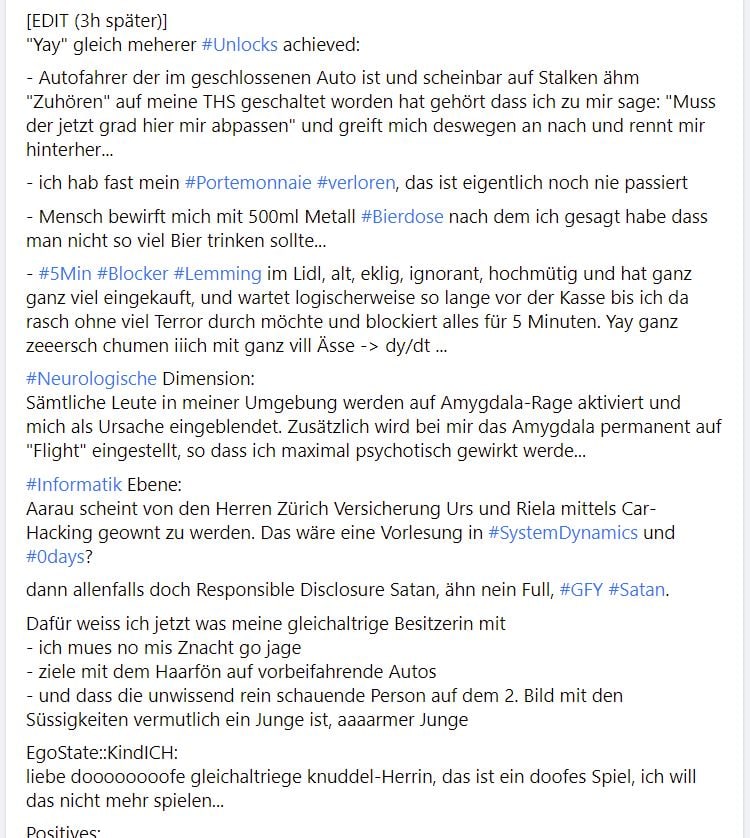 [EDIT (3h später)]
"Yay" gleich meherer #Unlocks achieved:
- Autofahrer der im geschlossenen Auto ist und scheinbar auf Stalken ähm
"Zuhören" auf meine THS geschaltet worden hat gehört dass ich zu mir sage: "Muss
der jetzt grad hier mir abpassen" und greift mich deswegen an nach und rennt mir
hinterher...
- ich hab fast mein #Portemonnaie #verloren, das ist eigentlich noch nie passiert
- Mensch bewirft mich mit 500ml Metall #Bierdose nach dem ich gesagt habe dass
man nicht so viel Bier trinken sollte...
- #5Min #Blocker #Lemming im Lidl, alt, eklig, ignorant, hochmütig und hat ganz
ganz viel eingekauft, und wartet logischerweise so lange vor der Kasse bis ich da
rasch ohne viel Terror durch möchte und blockiert alles für 5 Minuten. Yay ganz
zeeersch chumen iiich mit ganz vill Ässe -> dy/dt ...
#Neurologische Dimension:
Sämtliche Leute in meiner Umgebung werden auf Amygdala-Rage aktiviert und
mich als Ursache eingeblendet. Zusätzlich wird bei mir das Amygdala permanent auf
"Flight" eingestellt, so dass ich maximal psychotisch gewirkt werde...
#Informatik Ebene:
Aarau scheint von den Herren Zürich Versicherung Urs und Riela mittels Car-
Hacking geownt zu werden. Das wäre eine Vorlesung in #SystemDynamics und
#0days?
dann allenfalls doch Responsible Disclosure Satan, ähn nein Full, #GFY #Satan.
Dafür weiss ich jetzt was meine gleichaltrige Besitzerin mit
- ich mues no mis Znacht go jage
- ziele mit dem Haarfön auf vorbeifahrende Autos
- und dass die unwissend rein schauende Person auf dem 2. Bild mit den
Süssigkeiten vermutlich ein Junge ist, aaaarmer Junge
EgoState::KindICH:
liebe doooooooofe gleichaltriege knuddel-Herrin, das ist ein doofes Spiel, ich will
das nicht mehr spielen...
Positives: